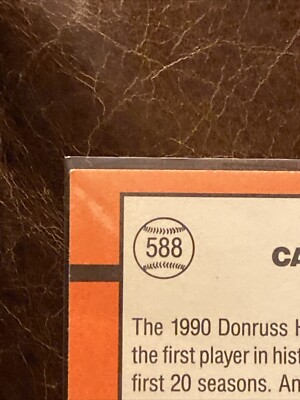 588
CA
The 1990 Donruss H
the first player in hist
first 20 seasons. An